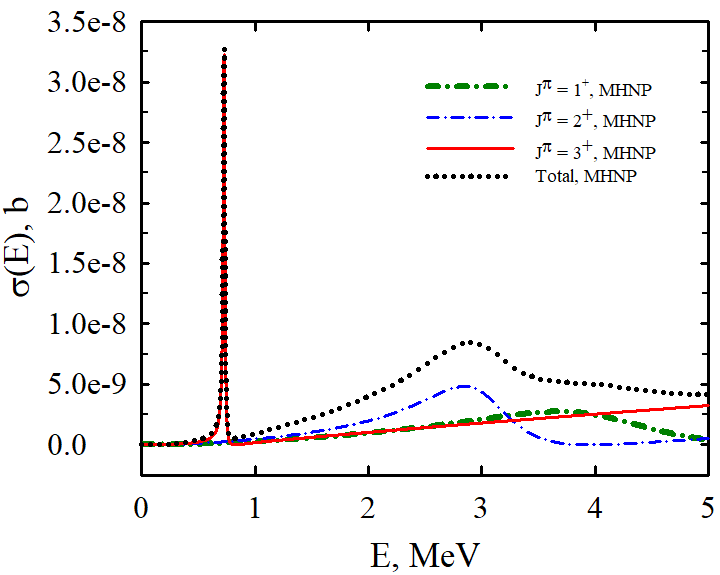 3.5e-8
3.0e-8
2.5e-8
2.0e-8
1.5e-8
1.0e-8
5.0e-9
0.0
σ(E), b
Jπ = 1+, MHNP
Jπ = 2+, MHNP
Jπ = 3+, MHNP
Total, MHNP
0 1 2 3 4 5
E, MeV